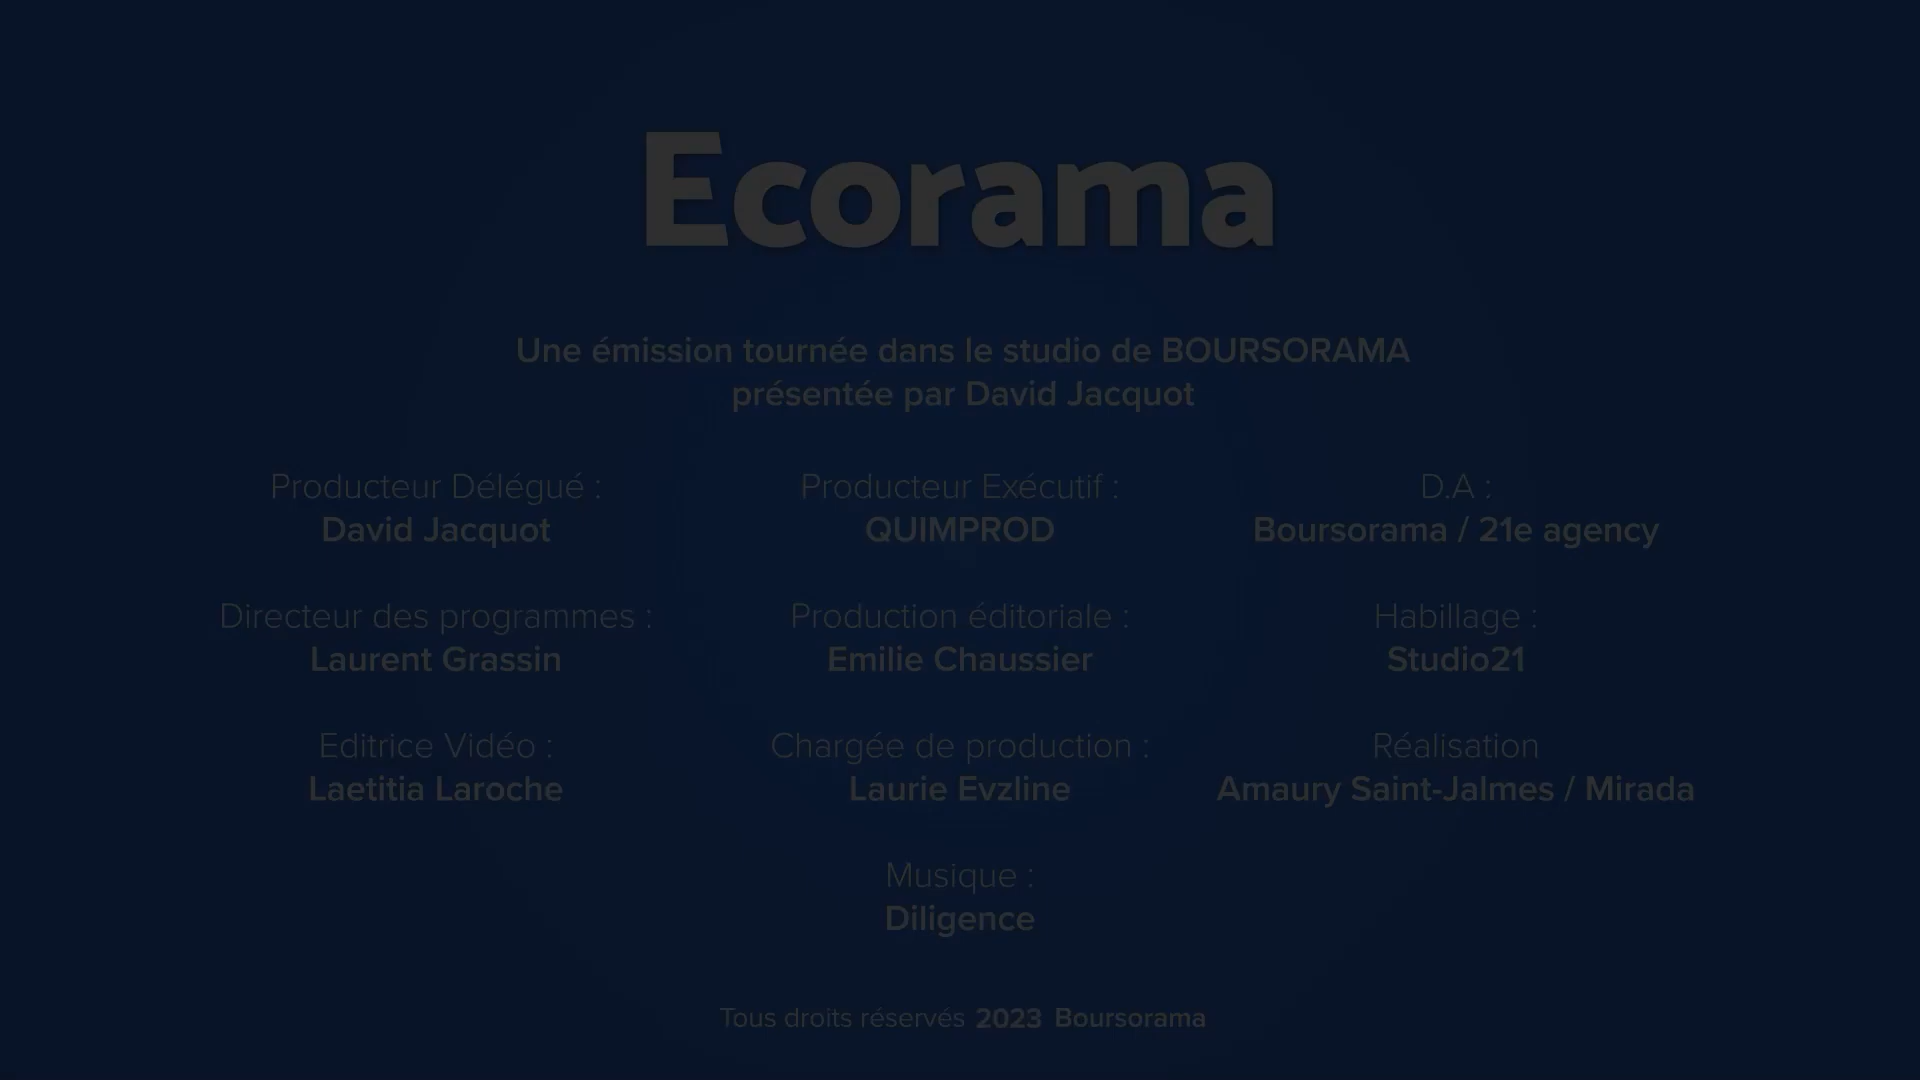 Ecorama
Une émission tournée dans le studio de BOURSORAMA
présentée par David Jacquot
Producteur Délégué :
David Jacquot
Producteur Exécutif :
QUIMPROD
D.A :
Boursorama / 21e agency
Directeur des programmes :
Laurent Grassin
Production éditoriale :
Emilie Chaussier
Habillage :
Studio21
Editrice Vidéo :
Laetitia Laroche
Chargée de production :
Laurie Evzline
Réalisation
Amaury Saint-Jalmes / Mirada
Musique :
Diligence
Tous droits réservés 2023 Boursorama